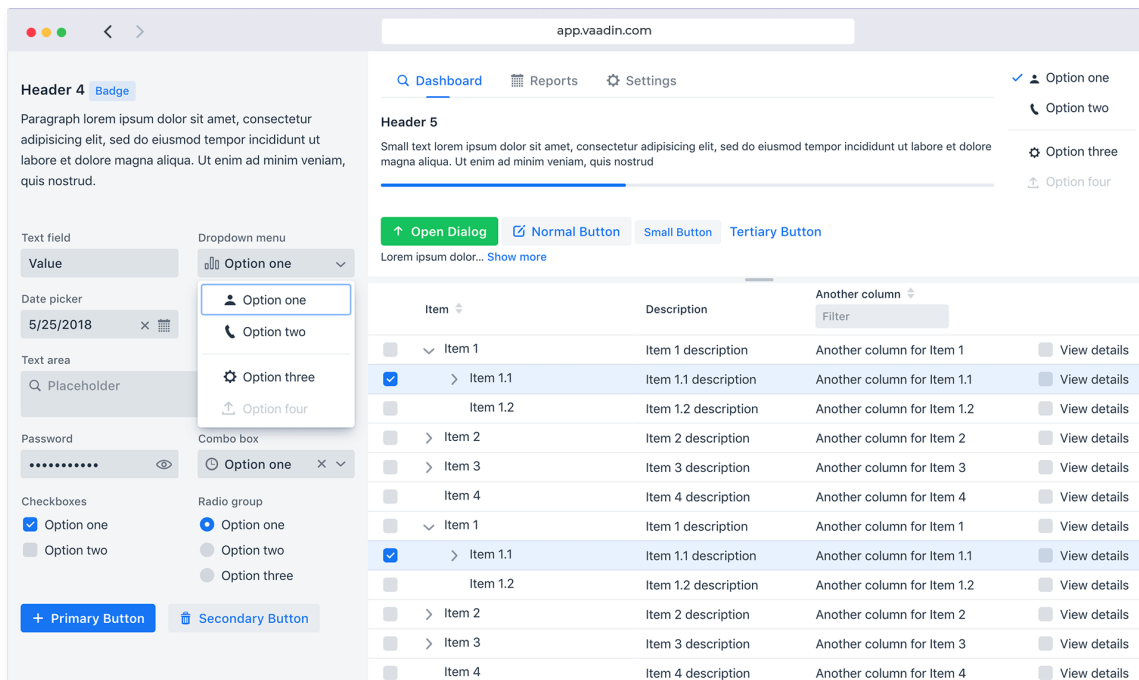 app.vaadin.com
Header 4 Badge
Paragraph lorem ipsum dolor sit amet, consectetur
adipisicing elit, sed do eiusmod tempor incididunt ut
labore et dolore magna aliqua. Ut enim ad minim veniam,
quis nostrud.
Text field
Value
Dropdown menu
Option one
Option one
Option two
Option three
Option four
Date picker
5/25/2018
Text area
Placeholder
Password
•••••••••••
Combo box
Option one
Checkboxes
Option one
Option two
Radio group
Option one
Option two
Option three
Primary Button
Secondary Button
Dashboard Reports Settings
Header 5
Small text lorem ipsum dolor sit amet, consectetur adipisicing elit, sed do eiusmod tempor incididunt ut labore et dolore
magna aliqua. Ut enim ad minim veniam, quis nostrud
Option one
Option two
Option three
Option four
Open Dialog Normal Button Small Button Tertiary Button
Lorem ipsum dolor... Show more
Item Description Another column
Filter
Item 1 Item 1 description Another column for Item 1 View details
Item 1.1 Item 1.1 description Another column for Item 1.1 View details
Item 1.2 Item 1.2 description Another column for Item 1.2 View details
Item 2 Item 2 description Another column for Item 2 View details
Item 3 Item 3 description Another column for Item 3 View details
Item 4 Item 4 description Another column for Item 4 View details
Item 1 Item 1 description Another column for Item 1 View details
Item 1.1 Item 1.1 description Another column for Item 1.1 View details
Item 1.2 Item 1.2 description Another column for Item 1.2 View details
Item 2 Item 2 description Another column for Item 2 View details
Item 3 Item 3 description Another column for Item 3 View details
Item 4 Item 4 description Another column for Item 4 View details